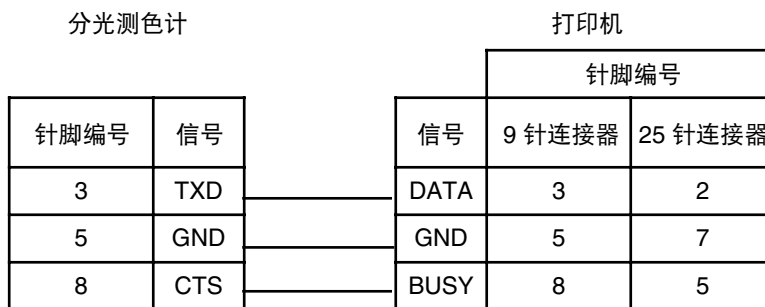 分光测色计 打印机
针脚编号
针脚编号 信号 信号 9 针连接器 25 针连接器
3 TXD DATA 3 2
5 GND GND 5 7
8 CTS BUSY 8 5